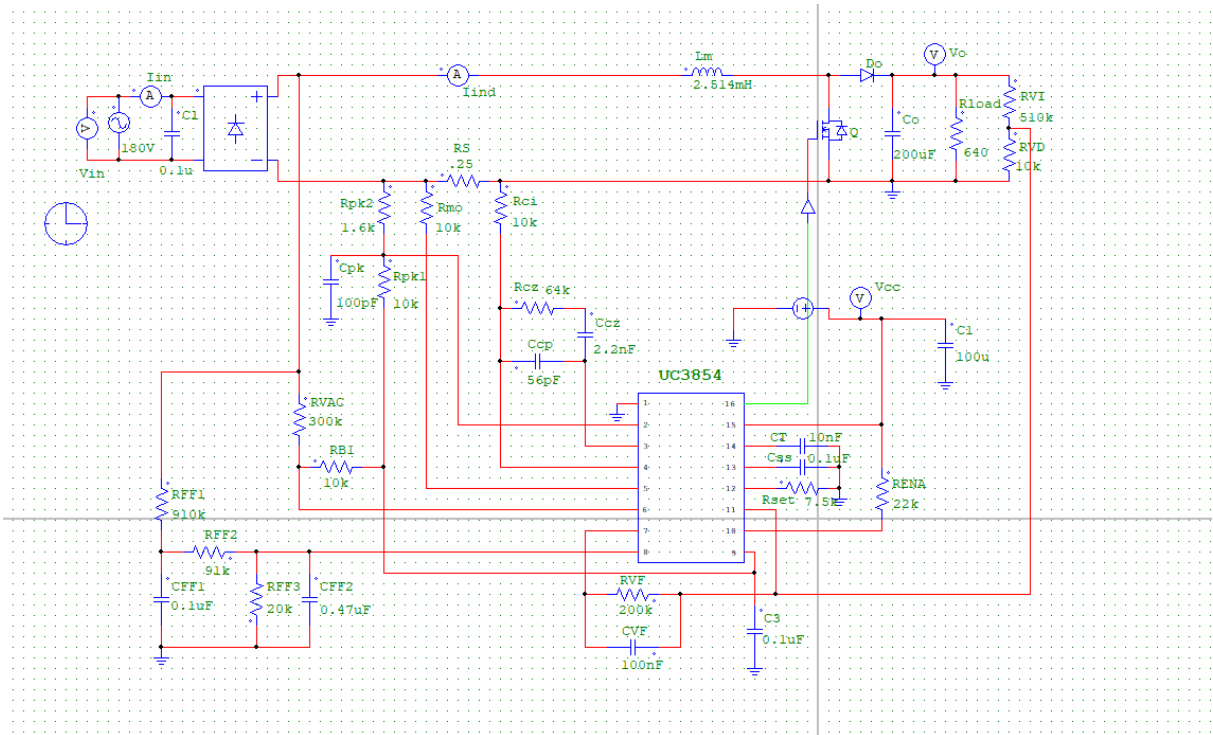 Lm
2.514mH
Do
V
Vo
Iin
A
A
Iind
+
C1
V
180V
−
0.1u
Vin
Rload
RVI
510k
Co
Q
200uF
640
RVD
10k
RS
.25
Rpk2
1.6k
Rmo
10k
Rci
10k
Cpk
100pF
Rpk1
10k
Rcz
64k
Ccz
2.2nF
Ccp
56pF
V
Vcc
C1
100u
UC3854
1
16
2
15
3
14
4
13
5
12
6
11
7
10
8
9
CT
10nF
Css
0.1uF
Rset
7.5k
RENA
22k
RVAC
300k
RB1
10k
RFF1
910k
RFF2
91k
CFF1
0.1uF
RFF3
20k
CFF2
0.47uF
RVF
200k
CVF
100nF
C3
0.1uF